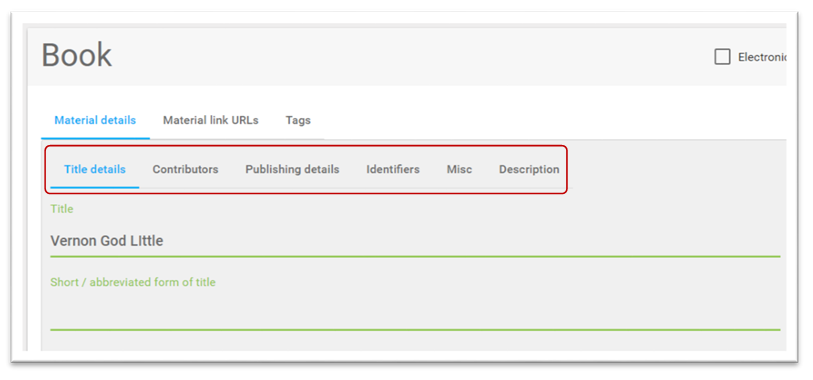 Book
Electronic
Material details Material link URLs Tags
Title details Contributors Publishing details Identifiers Misc Description
Title
Vernon God LIttle
Short / abbreviated form of title